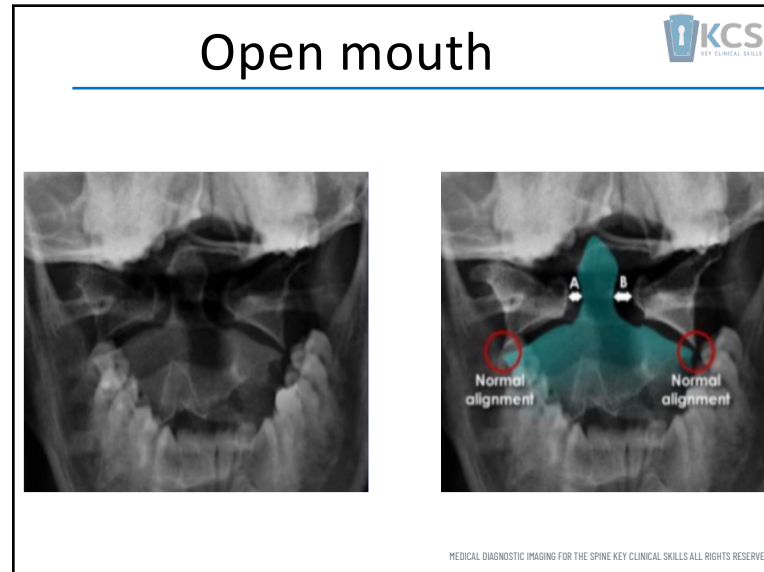 Open mouth
KCS
KEY CLINICAL SKILLS
A
B
Normal
alignment
Normal
alignment
MEDICAL DIAGNOSTIC IMAGING FOR THE SPINE KEY CLINICAL SKILLS ALL RIGHTS RESERVE